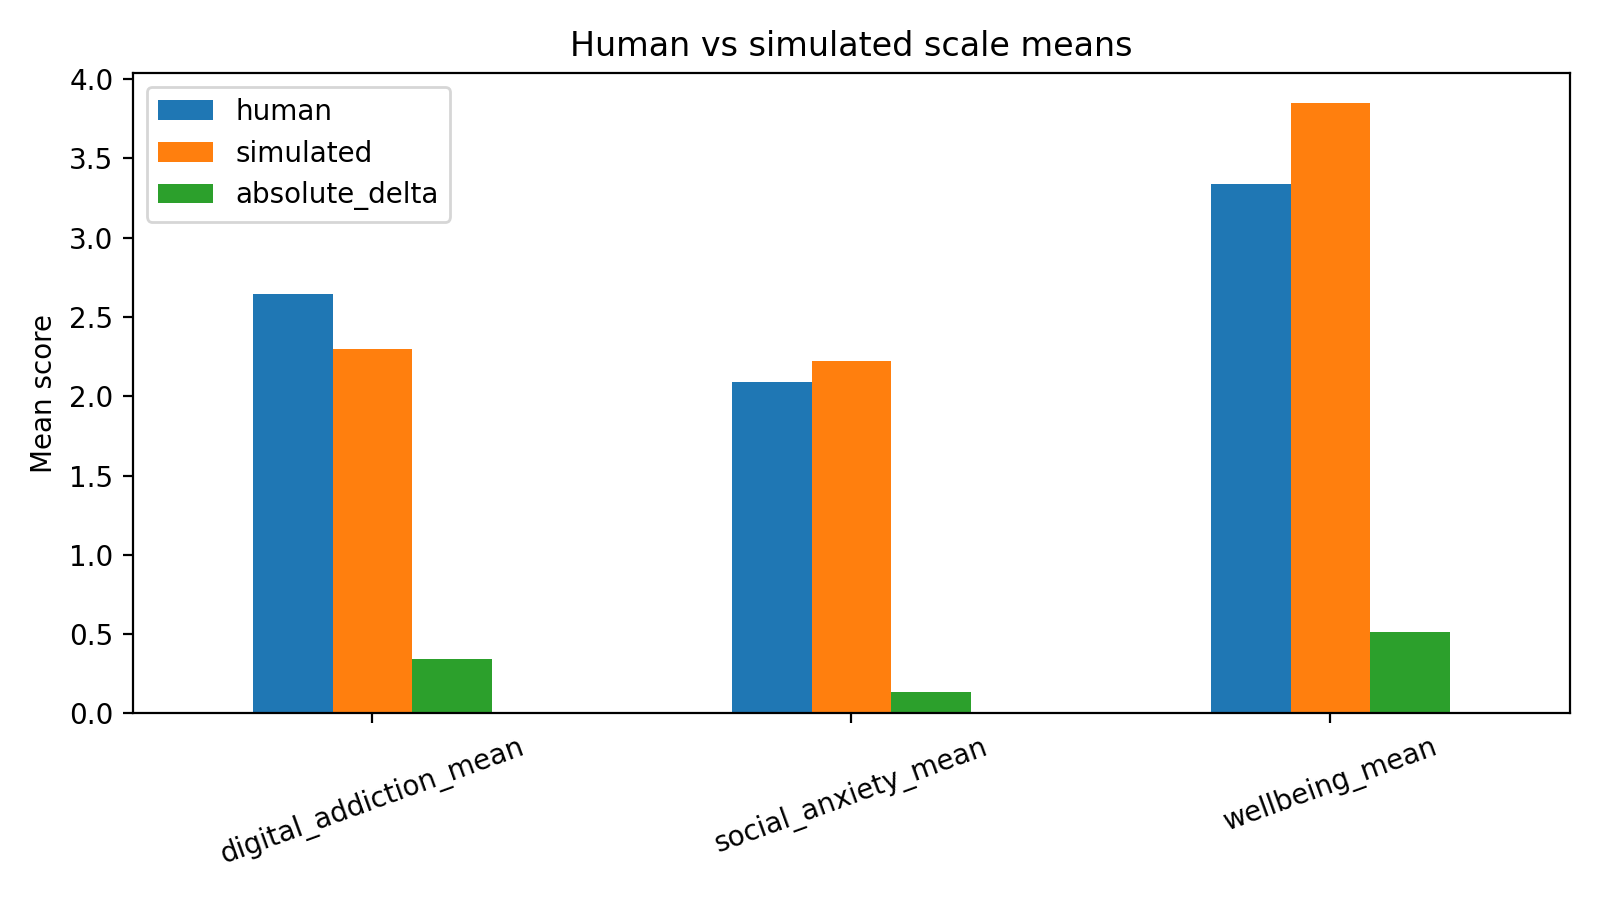 Human vs simulated scale means
human
simulated
absolute_delta
Mean score
4.0
3.5
3.0
2.5
2.0
1.5
1.0
0.5
0.0
digital_addiction_mean
social_anxiety_mean
wellbeing_mean